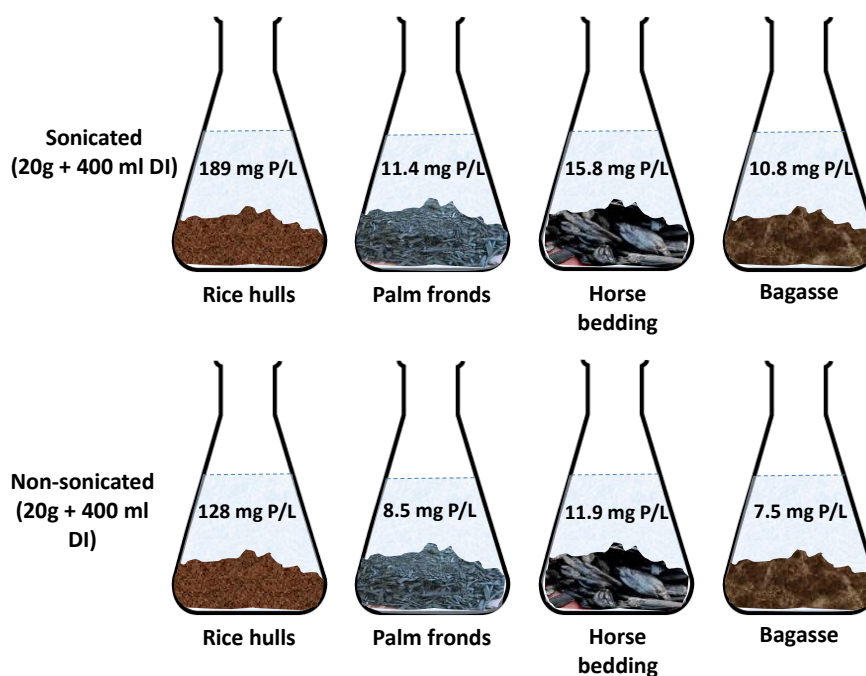 Sonicated
(20g + 400 ml DI)
189 mg P/L
11.4 mg P/L
15.8 mg P/L
10.8 mg P/L
Rice hulls
Palm fronds
Horse
bedding
Bagasse
Non-sonicated
(20g + 400 ml
DI)
128 mg P/L
8.5 mg P/L
11.9 mg P/L
7.5 mg P/L
Rice hulls
Palm fronds
Horse
bedding
Bagasse